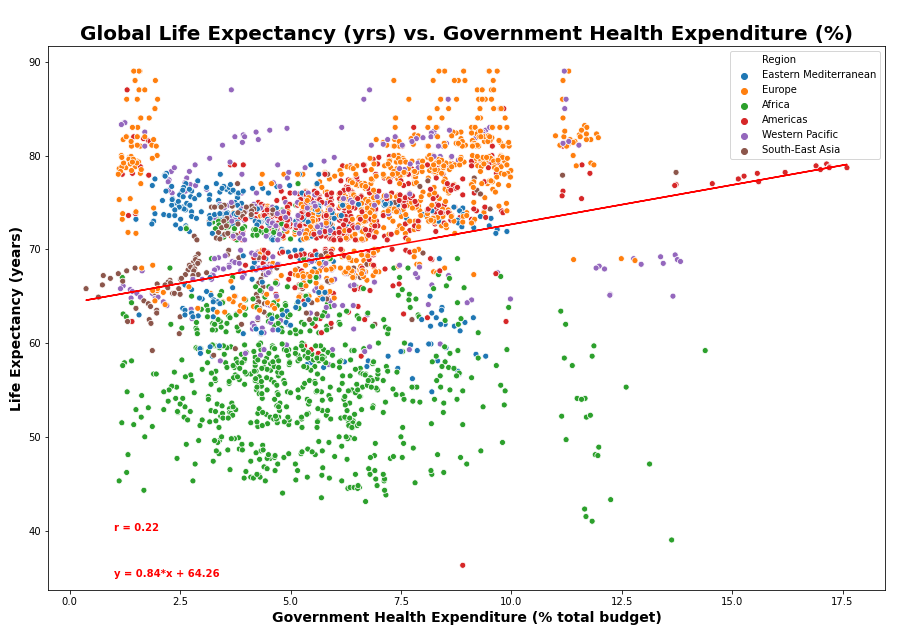 Global Life Expectancy (yrs) vs. Government Health Expenditure (%)
Region
Eastern Mediterranean
Europe
Africa
Americas
Western Pacific
South-East Asia
90
80
70
60
50
40
Life Expectancy (years)
r = 0.22
y = 0.84*x + 64.26
0.0 2.5 5.0 7.5 10.0 12.5 15.0 17.5
Government Health Expenditure (% total budget)